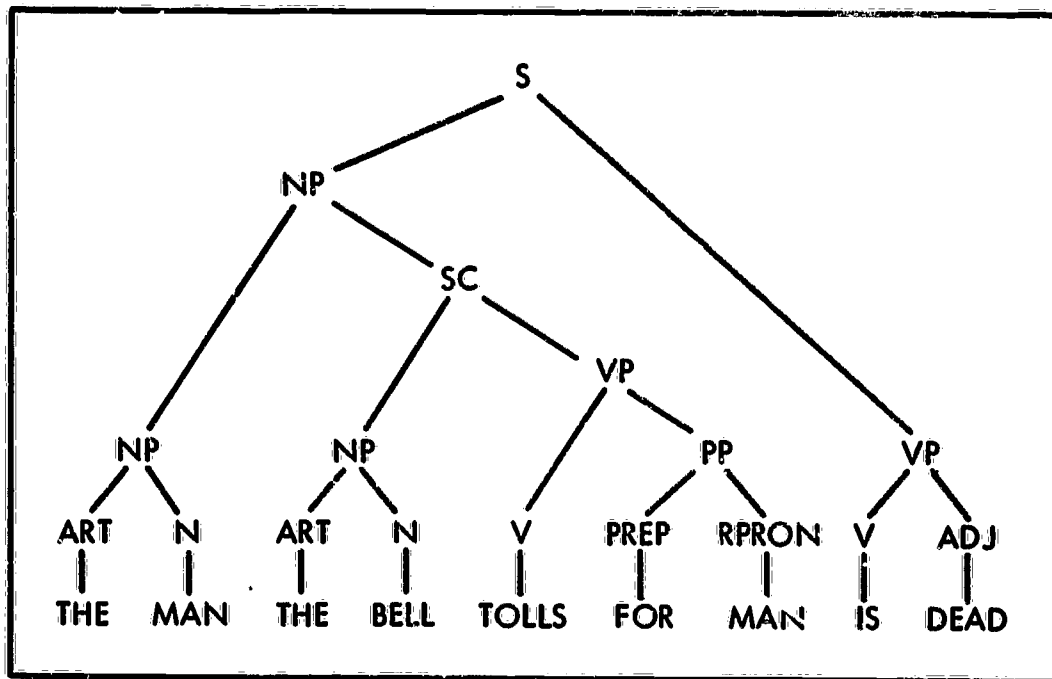 S
NP
SC
VP
NP NP PP VP
ART N ART N V PREP RPRON V ADJ
THE MAN THE BELL TOLLS FOR MAN IS DEAD